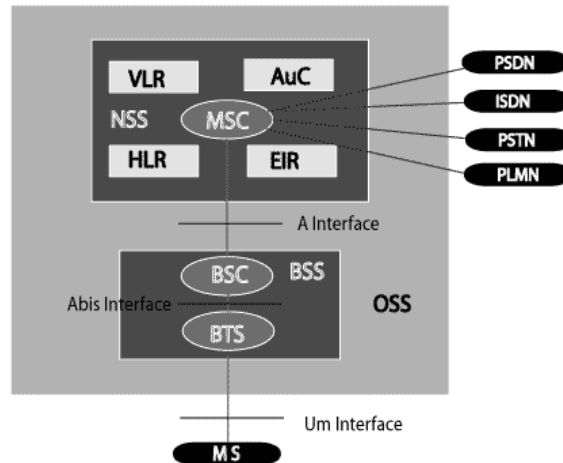 PSDN
VLR
AuC
ISDN
NSS
MSC
PSTN
HLR
EIR
PLMN
A Interface
BSC
BSS
Abis Interface
OSS
BTS
Um Interface
MS